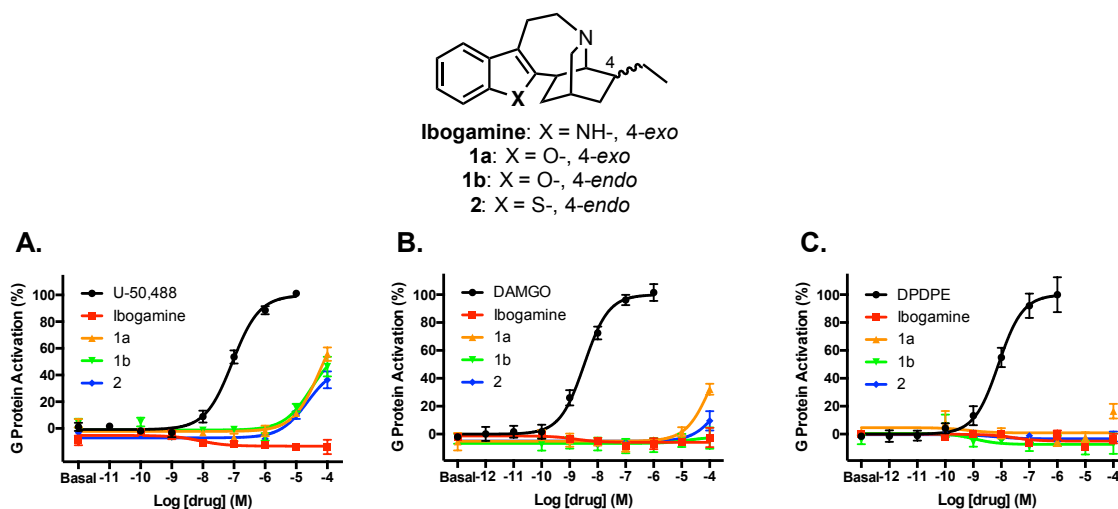 N
4
X
Ibogamine: X = NH-, 4-exo
1a: X = O-, 4-exo
1b: X = O-, 4-endo
2: X = S-, 4-endo
A.
G Protein Activation (%)
100
80
60
40
20
0
U-50,488
Ibogamine
1a
1b
2
Basal -11 -10 -9 -8 -7 -6 -5 -4
Log [drug] (M)
B.
G Protein Activation (%)
100
80
60
40
20
0
DAMGO
Ibogamine
1a
1b
2
Basal-12 -11 -10 -9 -8 -7 -6 -5 -4
Log [drug] (M)
C.
G Protein Activation (%)
100
80
60
40
20
0
DPDPE
Ibogamine
1a
1b
2
Basal-12 -11 -10 -9 -8 -7 -6 -5 -4
Log [drug] (M)